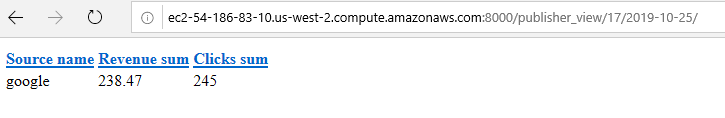 ec2-54-186-83-10.us-west-2.compute.amazonaws.com:8000/publisher_view/17/2019-10-25/
Source name Revenue sum Clicks sum
google 238.47 245